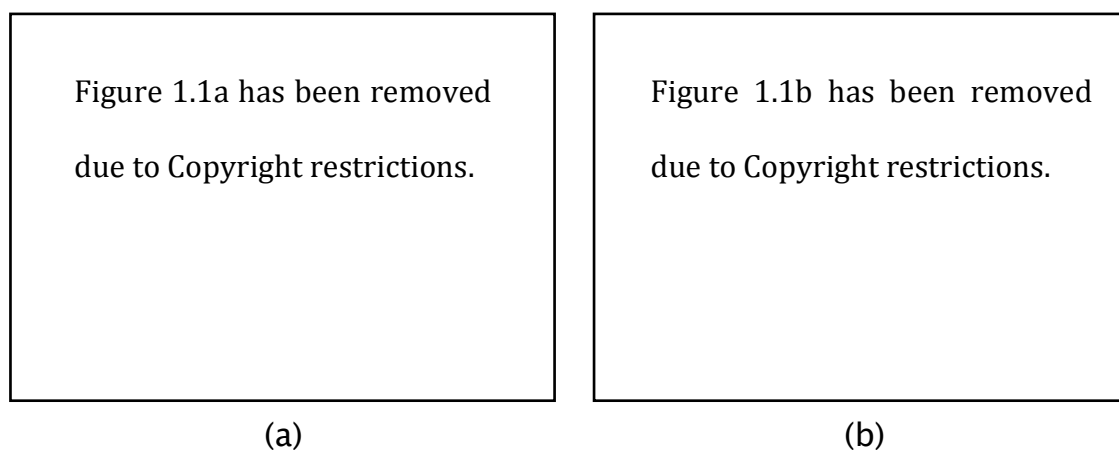 Figure 1.1a has been removed
due to Copyright restrictions.
Figure 1.1b has been removed
due to Copyright restrictions.
(a)
(b)